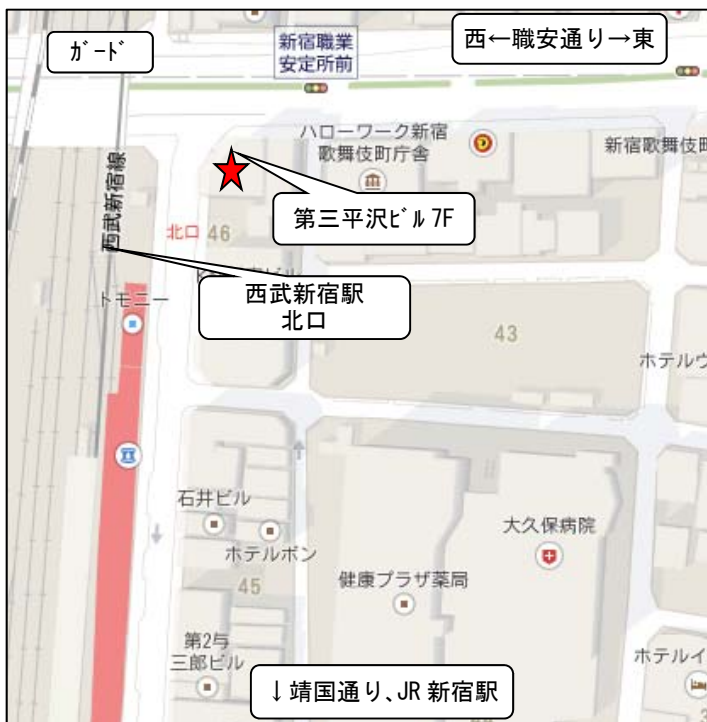 ガード
新宿職業
安定所前
西←職安通り→東
ハローワーク新宿
歌舞伎町庁舎
新宿歌舞伎町
西武新宿線
第三平沢ビル 7F
北口
46
西武新宿駅
北口
トモニー
43
ホテルウ
石井ビル
大久保病院
ホテルボン
健康プラザ薬局
45
第2与
三郎ビル
ホテルイ
↓靖国通り、JR 新宿駅